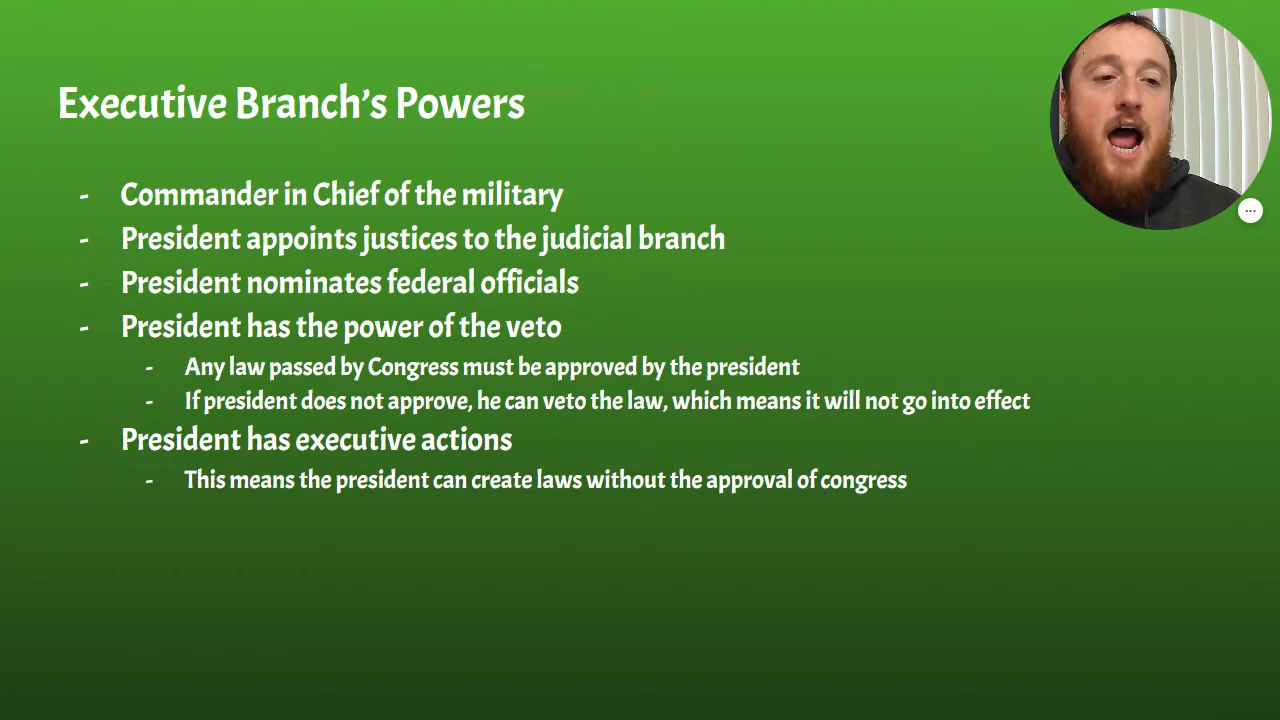 Executive Branch's Powers
- Commander in Chief of the military
- President appoints justices to the judicial branch
- President nominates federal officials
- President has the power of the veto
- Any law passed by Congress must be approved by the president
- If president does not approve, he can veto the law, which means it will not go into effect
- President has executive actions
- This means the president can create laws without the approval of congress